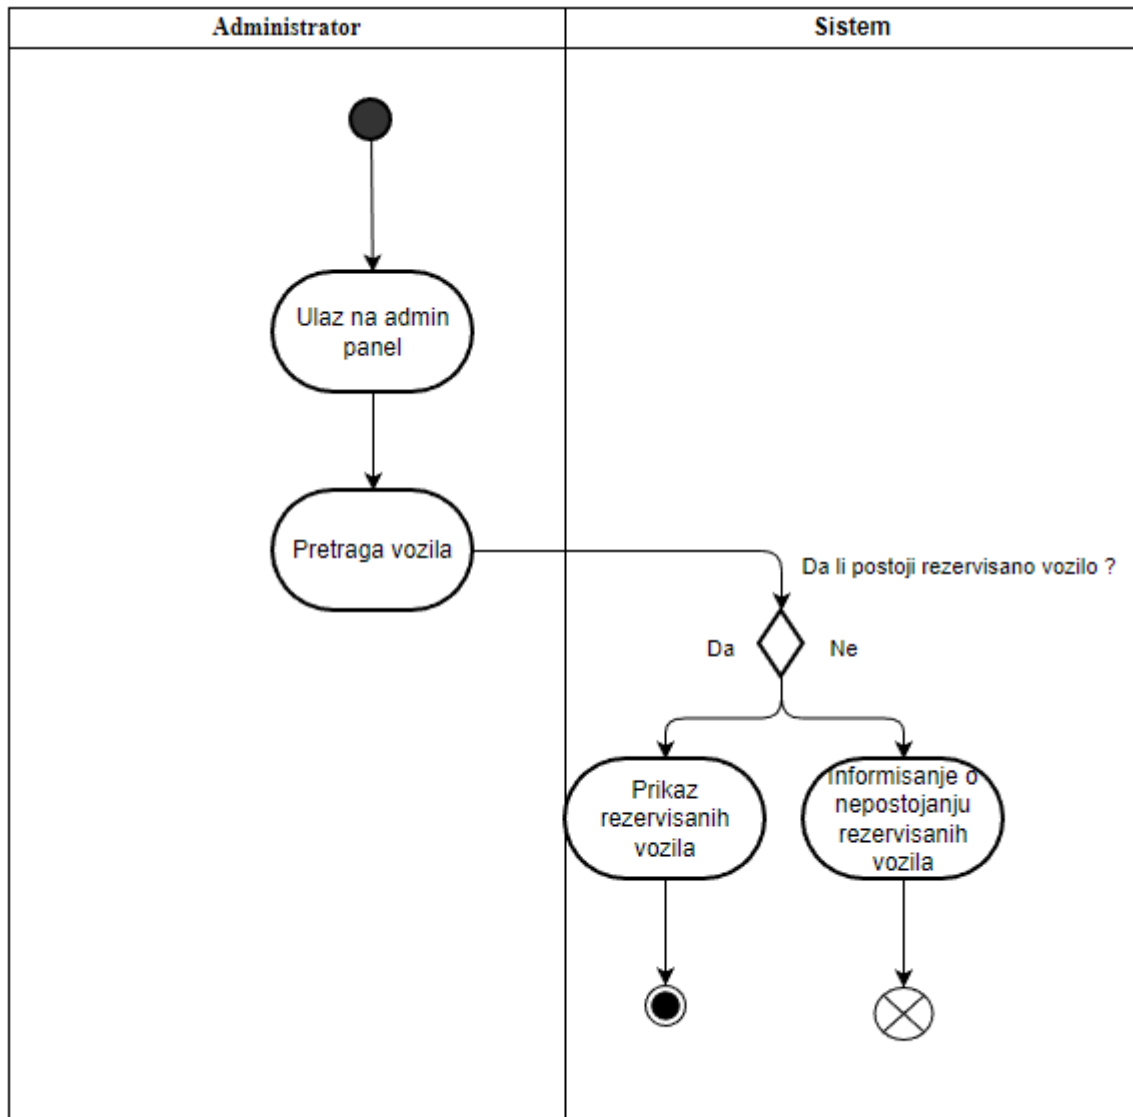 Administrator
Sistem
Ulaz na admin
panel
Pretraga vozila
Da li postoji rezervisano vozilo ?
Da
Ne
Prikaz
rezervisanih
vozila
Informisanje o
nepostojanju
rezervisanih
vozila